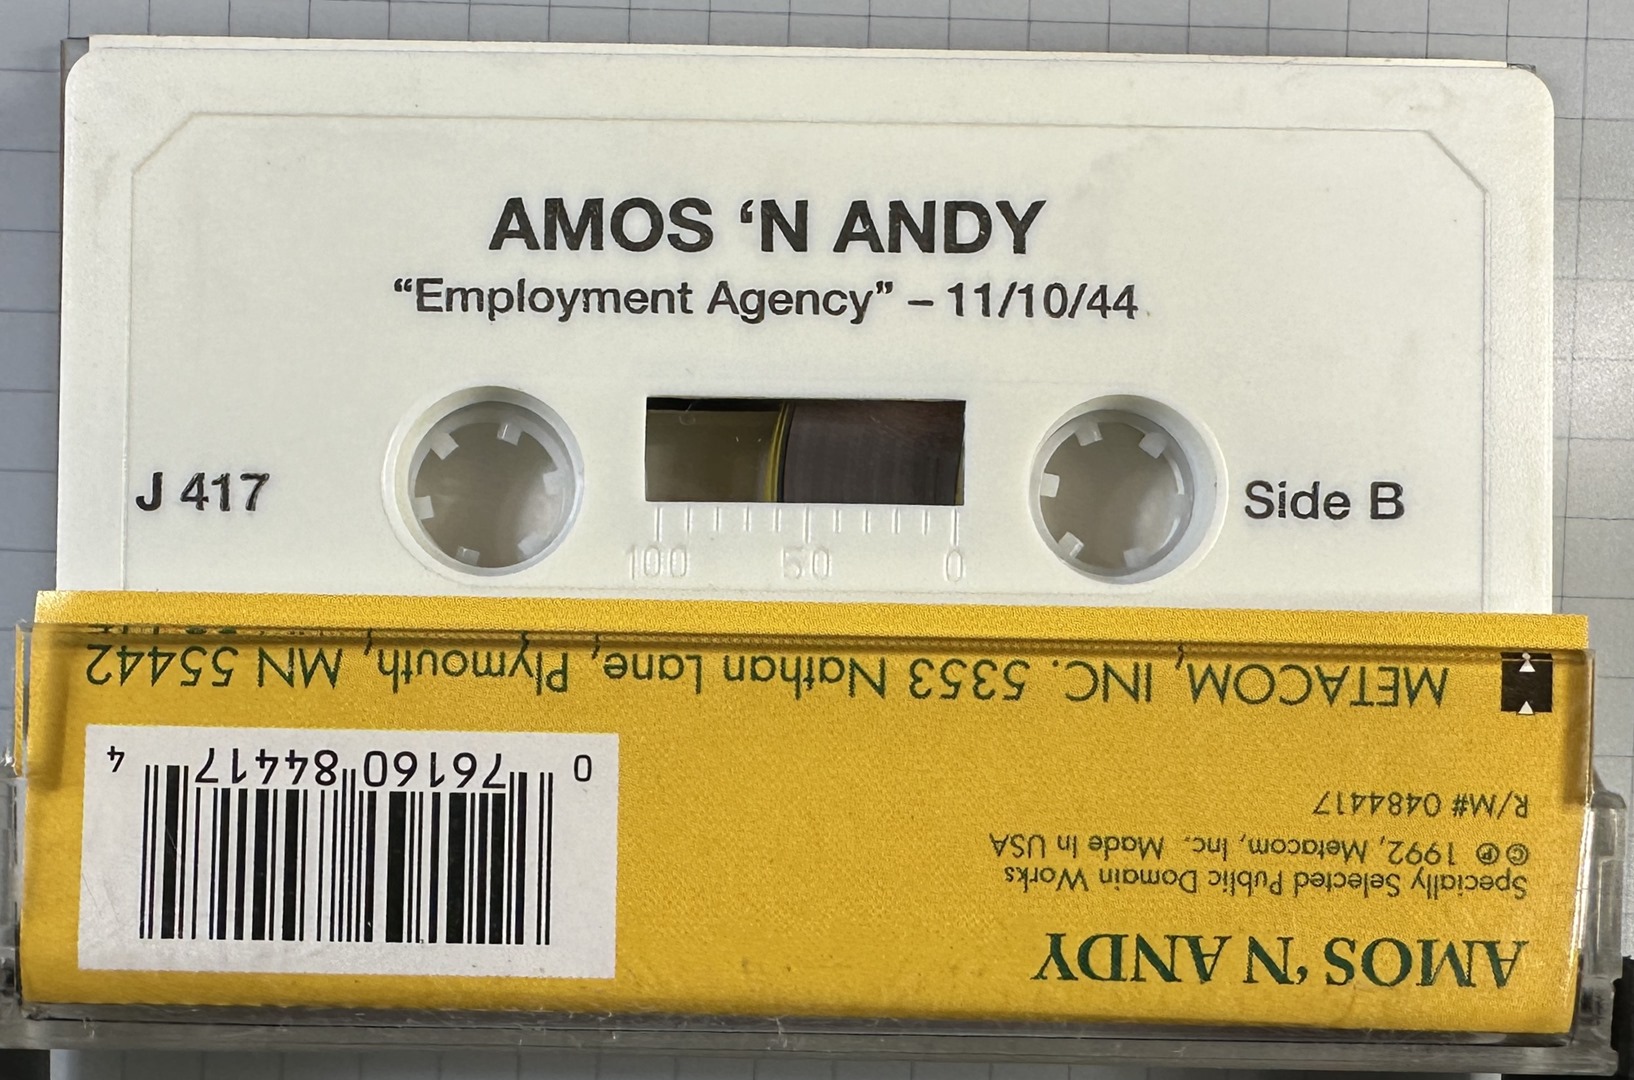 AMOS ‘N ANDY
“Employment Agency” – 11/10/44
J 417
Side B
100 50 0
AMOS ‘N ANDY
Specially Selected Public Domain Works
©℗ 1992, Metacom, Inc. Made In USA
R/M# 0484417
METACOM, INC. 5353 Nathan Lane, Plymouth, MN 55442
0 76160 84417 4